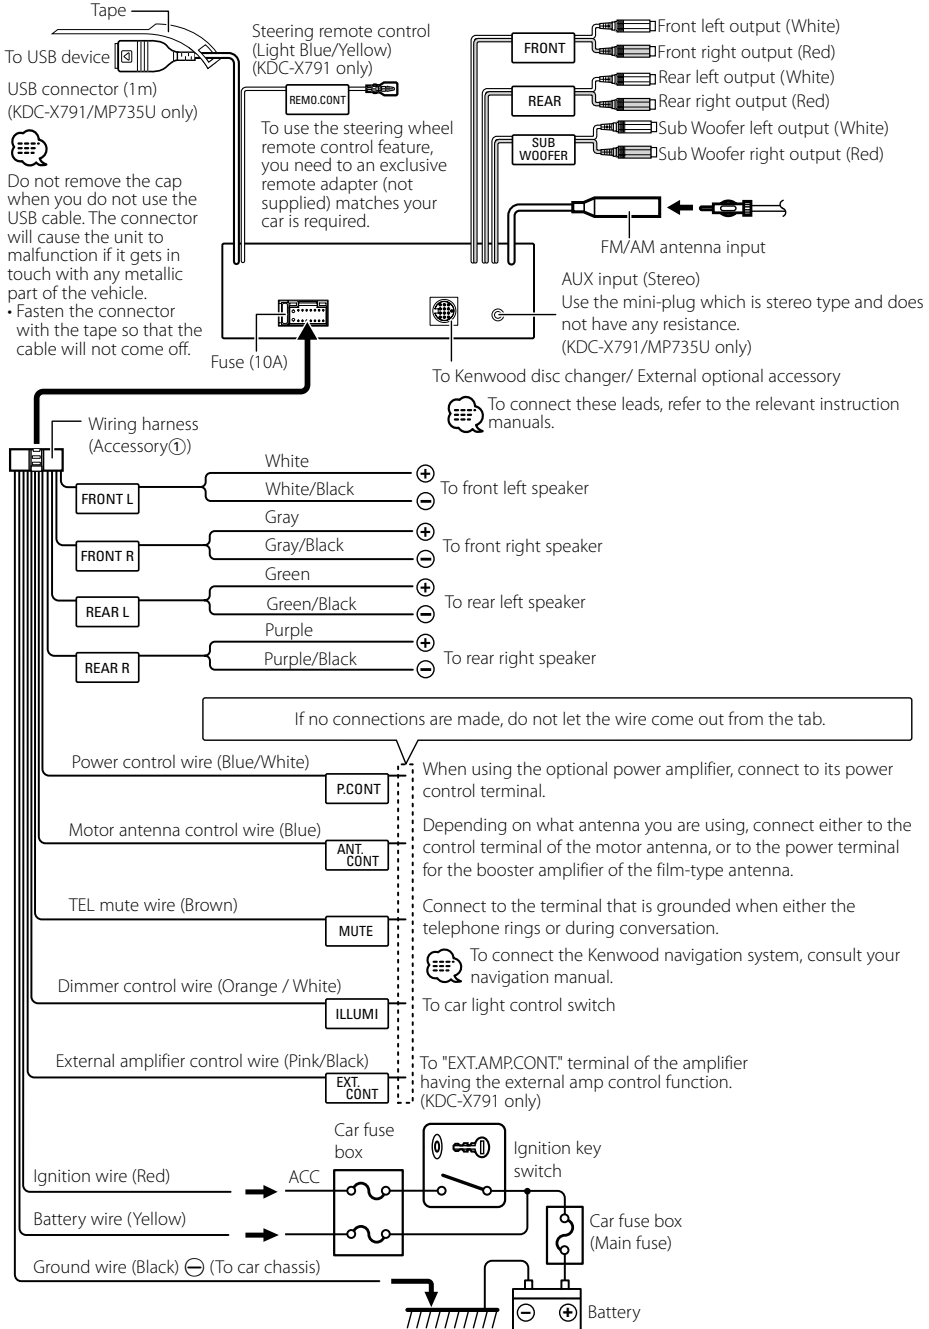 Tape
To USB device
USB connector (1m)
(KDC-X791/MP735U only)
Do not remove the cap
when you do not use the
USB cable. The connector
will cause the unit to
malfunction if it gets in
touch with any metallic
part of the vehicle.
• Fasten the connector
with the tape so that the
cable will not come off.
Steering remote control
(Light Blue/Yellow)
(KDC-X791 only)
REMO.CONT
To use the steering wheel
remote control feature,
you need to an exclusive
remote adapter (not
supplied) matches your
car is required.
FRONT
Front left output (White)
Front right output (Red)
REAR
Rear left output (White)
Rear right output (Red)
SUB
WOOFER
Sub Woofer left output (White)
Sub Woofer right output (Red)
FM/AM antenna input
AUX input (Stereo)
Use the mini-plug which is stereo type and does
not have any resistance.
(KDC-X791/MP735U only)
Fuse (10A)
To Kenwood disc changer/ External optional accessory
To connect these leads, refer to the relevant instruction
manuals.
Wiring harness
(Accessory①)
FRONT L
White
⊕
White/Black
⊖
To front left speaker
FRONT R
Gray
⊕
Gray/Black
⊖
To front right speaker
REAR L
Green
⊕
Green/Black
⊖
To rear left speaker
REAR R
Purple
⊕
Purple/Black
⊖
To rear right speaker
If no connections are made, do not let the wire come out from the tab.
Power control wire (Blue/White)
P.CONT
When using the optional power amplifier, connect to its power
control terminal.
Motor antenna control wire (Blue)
ANT.
CONT
Depending on what antenna you are using, connect either to the
control terminal of the motor antenna, or to the power terminal
for the booster amplifier of the film-type antenna.
TEL mute wire (Brown)
MUTE
Connect to the terminal that is grounded when either the
telephone rings or during conversation.
To connect the Kenwood navigation system, consult your
navigation manual.
Dimmer control wire (Orange / White)
ILLUMI
To car light control switch
External amplifier control wire (Pink/Black)
EXT.
CONT
To "EXT.AMP.CONT." terminal of the amplifier
having the external amp control function.
(KDC-X791 only)
Car fuse
box
Ignition key
switch
Ignition wire (Red)
ACC
Battery wire (Yellow)
Car fuse box
(Main fuse)
Ground wire (Black) ⊖ (To car chassis)
⊖
⊕
Battery